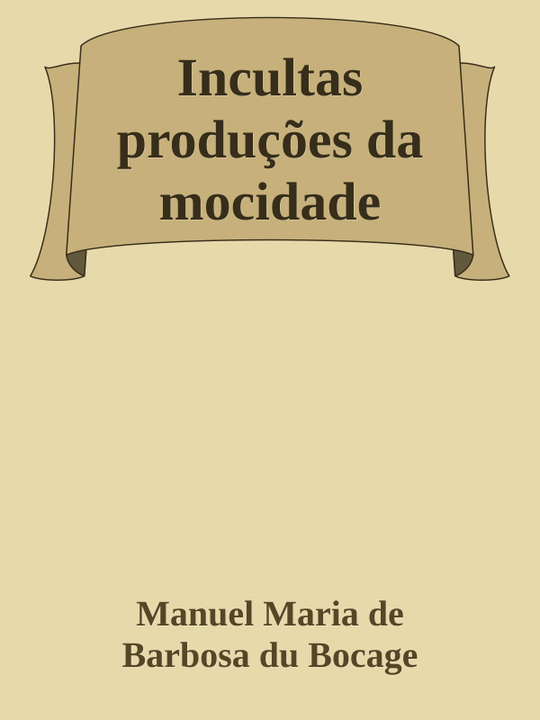 Incultas
produções da
mocidade
Manuel Maria de
Barbosa du Bocage